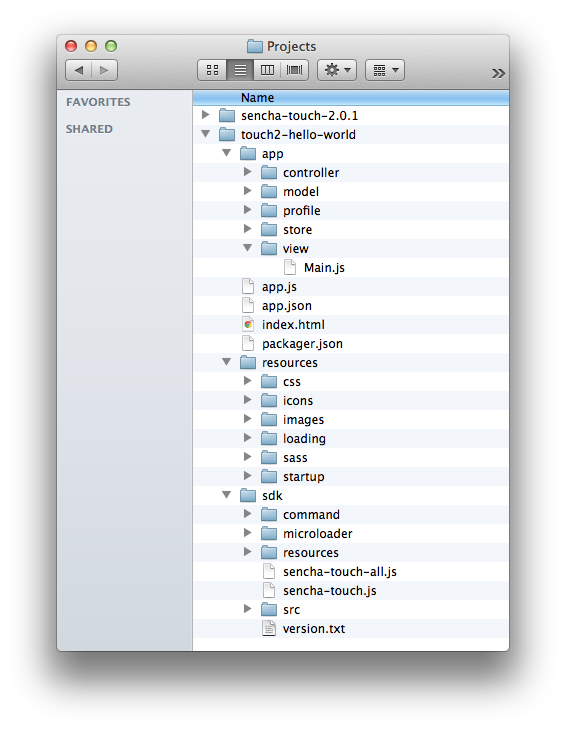 Projects
FAVORITES
SHARED
Name
sencha-touch-2.0.1
touch2-hello-world
app
controller
model
profile
store
view
Main.js
app.js
app.json
index.html
packager.json
resources
css
icons
images
loading
sass
startup
sdk
command
microloader
resources
sencha-touch-all.js
sencha-touch.js
src
version.txt